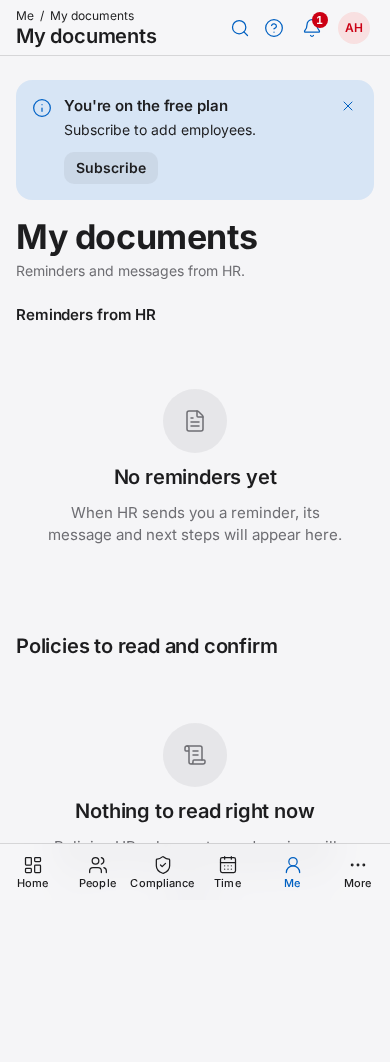 Me / My documents
My documents
1
AH
You're on the free plan
Subscribe to add employees.
Subscribe
My documents
Reminders and messages from HR.
Reminders from HR
No reminders yet
When HR sends you a reminder, its
message and next steps will appear here.
Policies to read and confirm
Nothing to read right now
Home
People
Compliance
Time
Me
More